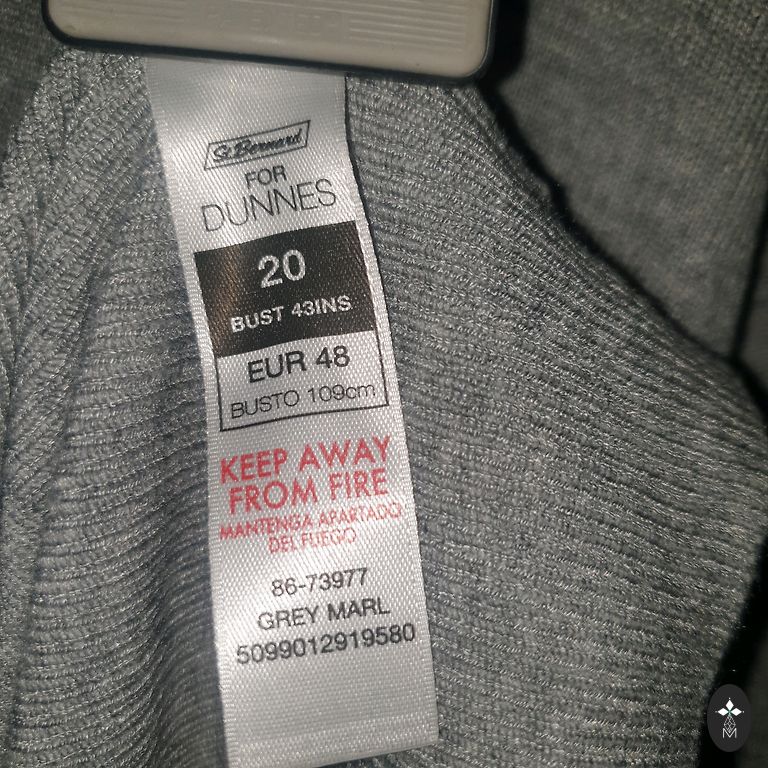 St. Bernard
FOR
DUNNES
20
BUST 43INS
EUR 48
BUSTO 109cm
KEEP AWAY
FROM FIRE
MANTENGA APARTADO
DEL FUEGO
86-73977
GREY MARL
5099012919580
M